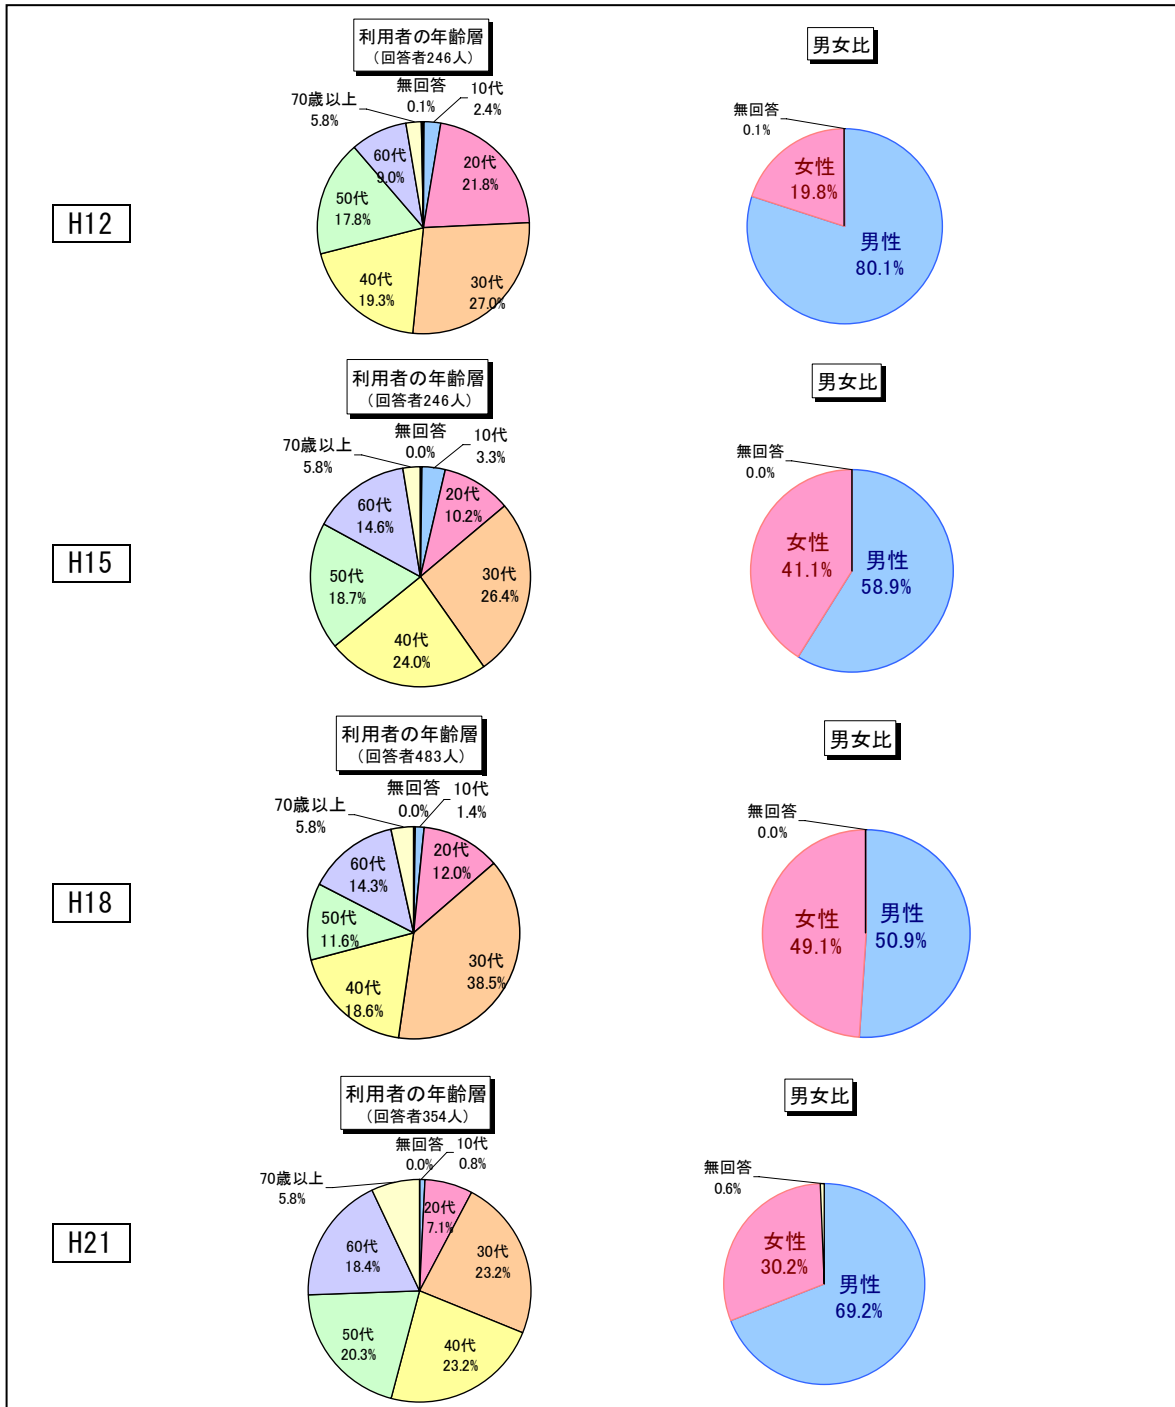 利用者の年齢層
（回答者246人）
男女比
無回答
0.1%
10代
2.4%
70歳以上
5.8%
60代
9.0%
20代
21.8%
50代
17.8%
40代
19.3%
30代
27.0%
無回答
0.1%
女性
19.8%
男性
80.1%
H12
利用者の年齢層
（回答者246人）
男女比
無回答
0.0%
10代
3.3%
70歳以上
5.8%
60代
14.6%
20代
10.2%
50代
18.7%
30代
26.4%
40代
24.0%
無回答
0.0%
女性
41.1%
男性
58.9%
H15
利用者の年齢層
（回答者483人）
男女比
無回答
0.0%
10代
1.4%
70歳以上
5.8%
60代
14.3%
20代
12.0%
50代
11.6%
30代
38.5%
40代
18.6%
無回答
0.0%
女性
49.1%
男性
50.9%
H18
利用者の年齢層
（回答者354人）
男女比
無回答
0.0%
10代
0.8%
70歳以上
5.8%
20代
7.1%
60代
18.4%
30代
23.2%
50代
20.3%
40代
23.2%
無回答
0.6%
女性
30.2%
男性
69.2%
H21